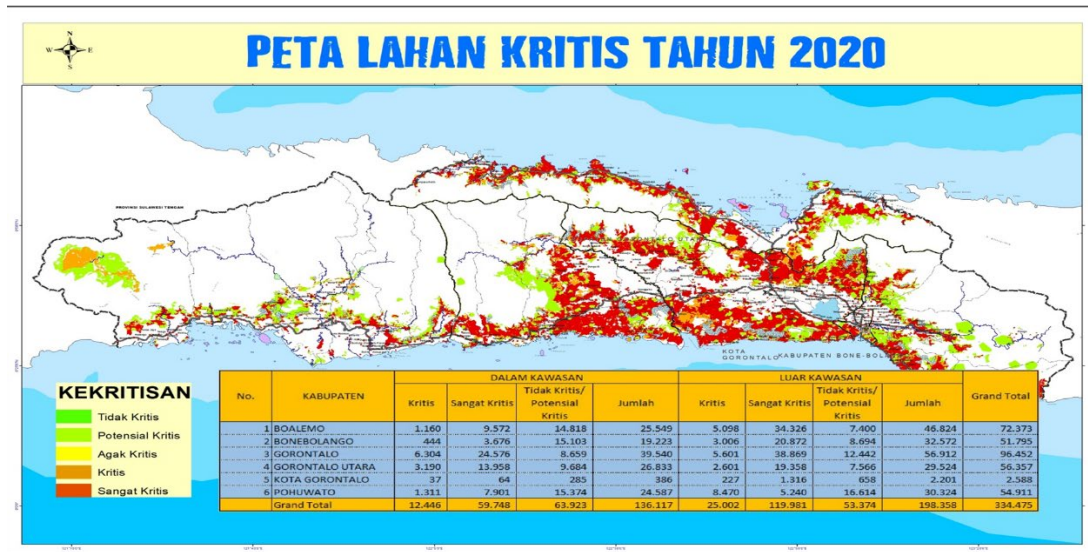 PETA LAHAN KRITIS TAHUN 2020
N
W E
S
PROVINSI SULAWESI TENGAH
KOTA
GORONTALO KABUPATEN BONE-BOL
KEKRITISAN
Tidak Kritis
Potensial Kritis
Agak Kritis
Kritis
Sangat Kritis
No. KABUPATEN DALAM KAWASAN LUAR KAWASAN Grand Total
Kritis Sangat Kritis Tidak Kritis/ Potensial Kritis Jumlah Kritis Sangat Kritis Tidak Kritis/ Potensial Kritis Jumlah
1 BOALEMO 1.160 9.572 14.818 25.549 5.098 34.326 7.400 46.824 72.373
2 BONEBOLANGO 444 3.676 15.103 19.223 3.006 20.872 8.694 32.572 51.795
3 GORONTALO 6.304 24.576 8.659 39.540 5.601 38.869 12.442 56.912 96.452
4 GORONTALO UTARA 3.190 13.958 9.684 26.833 2.601 19.358 7.566 29.524 56.357
5 KOTA GORONTALO 37 64 285 386 227 1.316 658 2.201 2.588
6 POHUWATO 1.311 7.901 15.374 24.587 8.470 5.240 16.614 30.324 54.911
Grand Total 12.446 59.748 63.923 136.117 25.002 119.981 53.374 198.358 334.475